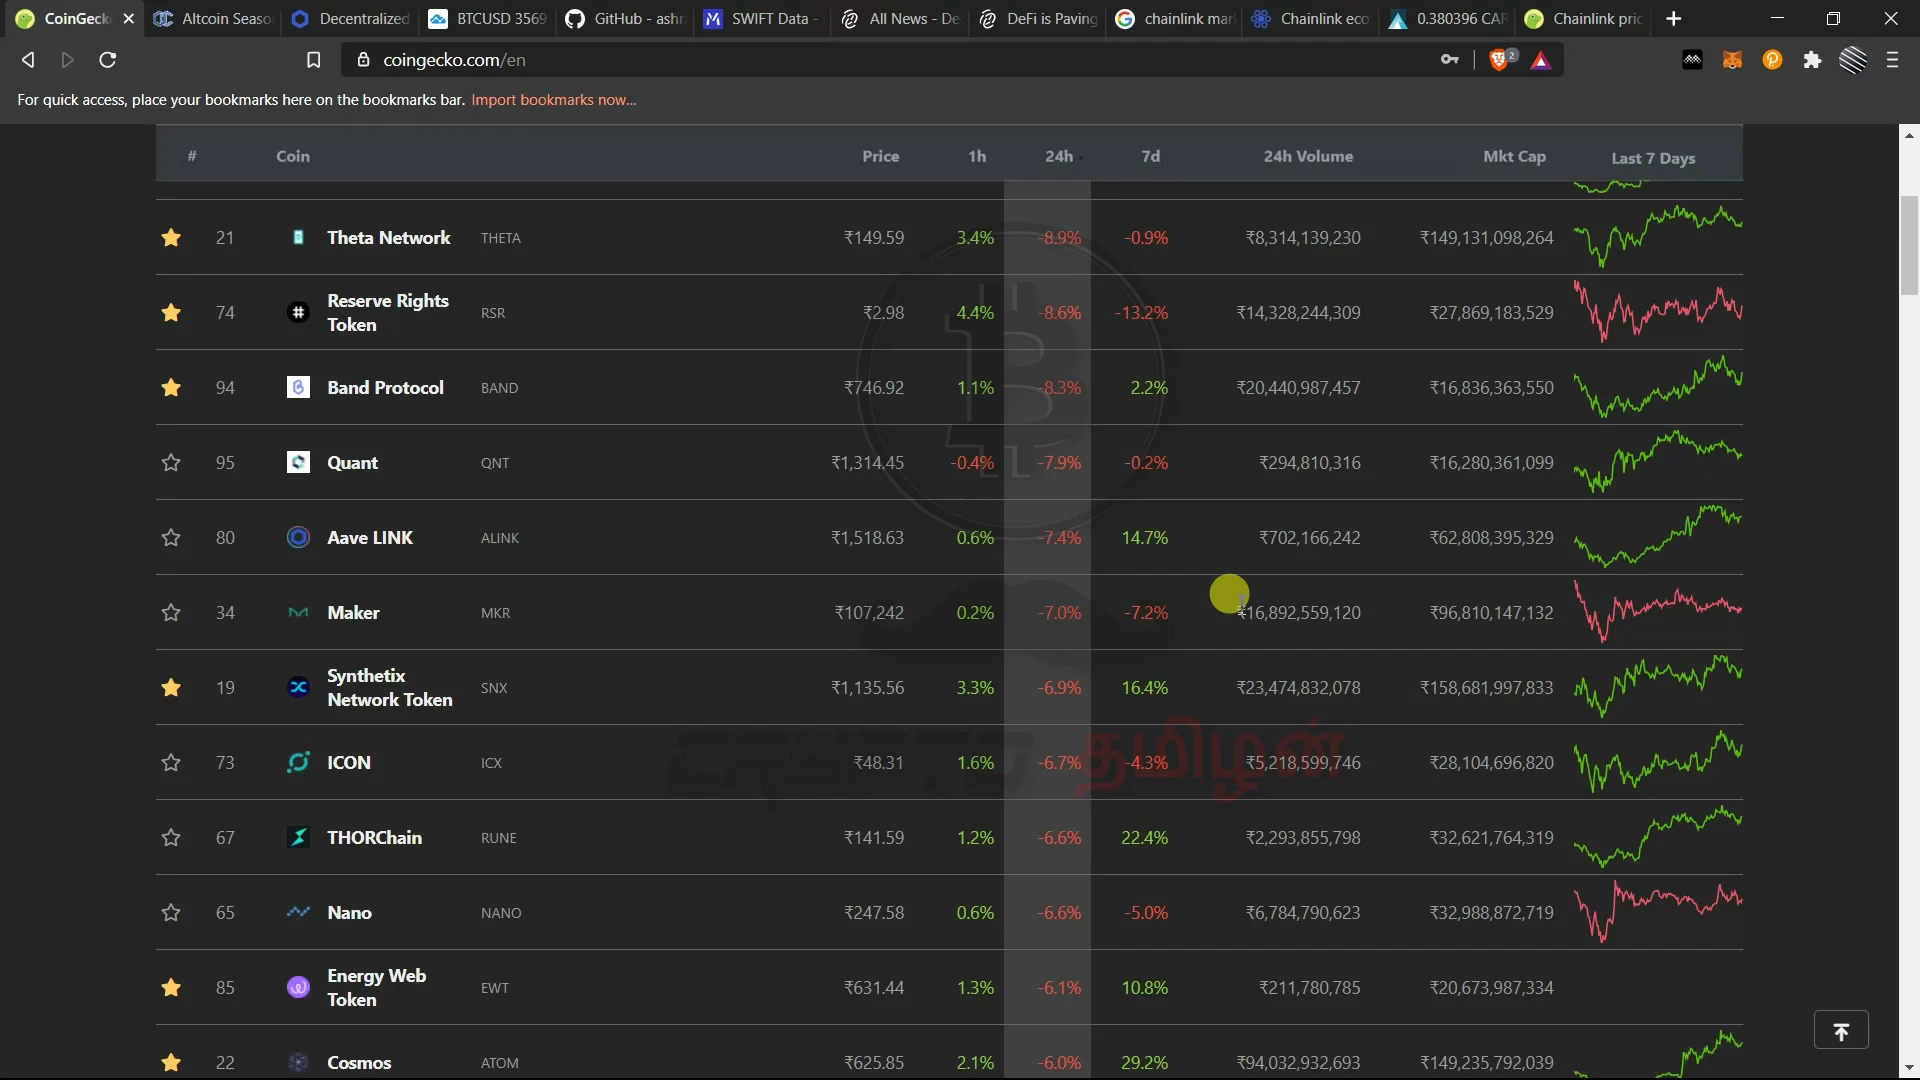 CoinGeck
Altcoin Seaso
Decentralized
BTCUSD 3569
GitHub - ashr
SWIFT Data -
All News - De
DeFi is Paving
chainlink mar
Chainlink eco
0.380396 CAR
Chainlink pric
coingecko.com/en
2
For quick access, place your bookmarks here on the bookmarks bar. Import bookmarks now...
# Coin Price 1h 24h 7d 24h Volume Mkt Cap Last 7 Days
21 Theta Network THETA ₹149.59 3.4% -8.9% -0.9% ₹8,314,139,230 ₹149,131,098,264
74 Reserve Rights Token RSR ₹2.98 4.4% -8.6% -13.2% ₹14,328,244,309 ₹27,869,183,529
94 Band Protocol BAND ₹746.92 1.1% -8.3% 2.2% ₹20,440,987,457 ₹16,836,363,550
95 Quant QNT ₹1,314.45 -0.4% -7.9% -0.2% ₹294,810,316 ₹16,280,361,099
80 Aave LINK ALINK ₹1,518.63 0.6% -7.4% 14.7% ₹702,166,242 ₹62,808,395,329
34 Maker MKR ₹107,242 0.2% -7.0% -7.2% ₹16,892,559,120 ₹96,810,147,132
19 Synthetix Network Token SNX ₹1,135.56 3.3% -6.9% 16.4% ₹23,474,832,078 ₹158,681,997,833
73 ICON ICX ₹48.31 1.6% -6.7% -4.3% ₹5,218,599,746 ₹28,104,696,820
CRYPTO தமிழன்
67 THORChain RUNE ₹141.59 1.2% -6.6% 22.4% ₹2,293,855,798 ₹32,621,764,319
65 Nano NANO ₹247.58 0.6% -6.6% -5.0% ₹6,784,790,623 ₹32,988,872,719
85 Energy Web Token EWT ₹631.44 1.3% -6.1% 10.8% ₹211,780,785 ₹20,673,987,334
22 Cosmos ATOM ₹625.85 2.1% -6.0% 29.2% ₹94,032,932,693 ₹149,235,792,039